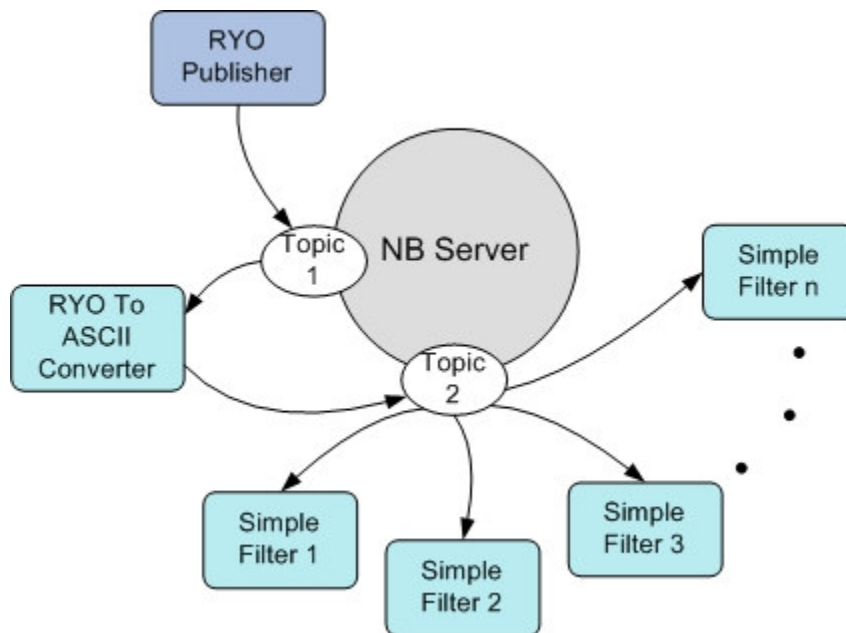 RYO
Publisher
Topic
1
NB Server
Simple
Filter n
RYO To
ASCII
Converter
Topic
2
Simple
Filter 1
Simple
Filter 2
Simple
Filter 3